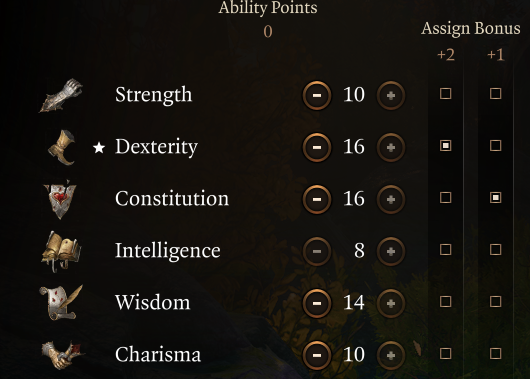 Ability Points
0
Assign Bonus
+2 +1
Strength - 10 +
★ Dexterity - 16 +
Constitution - 16 +
Intelligence - 8 +
Wisdom - 14 +
Charisma - 10 +